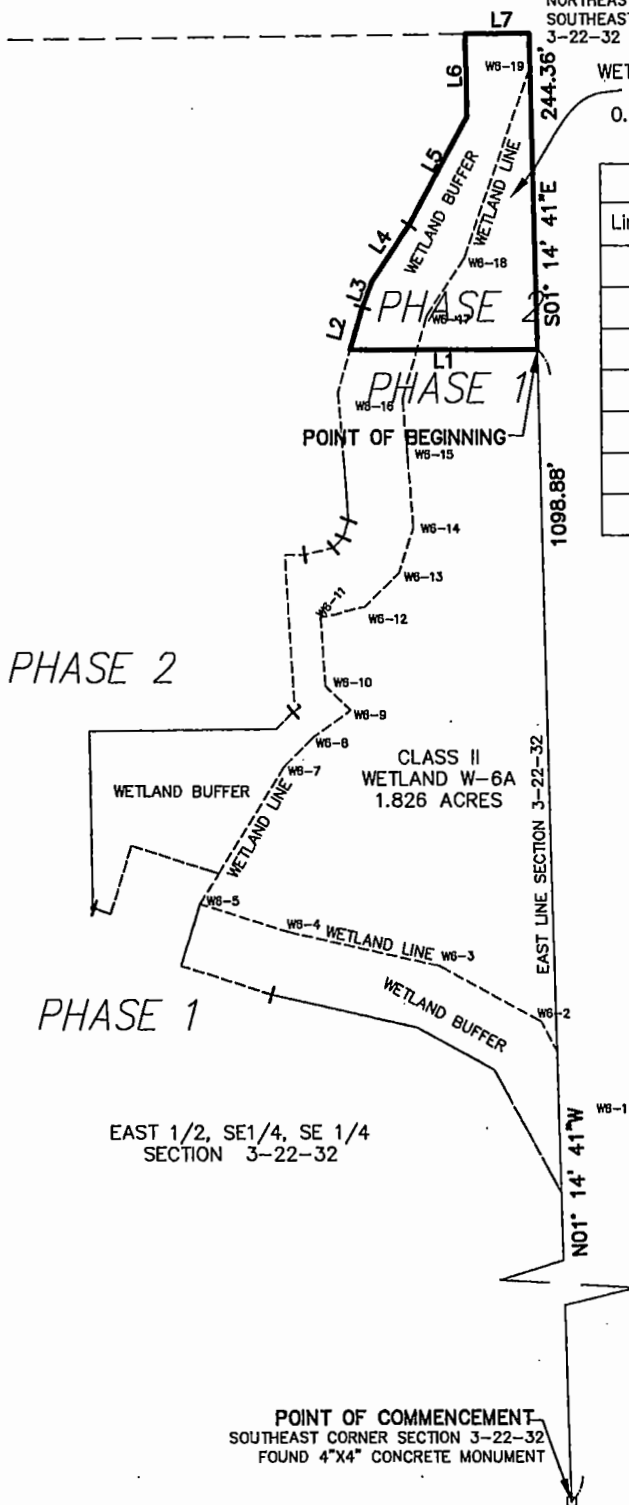 NORTHEAST
SOUTHEAST
3-22-32
L7
L6
W6-19
244.36'
WET
0.
L5
WETLAND BUFFER
WETLAND LINE
Lin
L4
W6-18
S01° 14' 41"E
L3
PHASE 2
W6-17
L2
L1
PHASE 1
W6-16
POINT OF BEGINNING
W6-15
1098.88'
W6-14
W6-13
W6-11
W6-12
PHASE 2
W6-10
W6-9
W6-8
W6-7
CLASS II
WETLAND W-6A
1.826 ACRES
WETLAND BUFFER
WETLAND LINE
EAST LINE SECTION 3-22-32
W6-5
W6-4
WETLAND LINE
W6-3
WETLAND BUFFER
W6-2
PHASE 1
W6-1
EAST 1/2, SE1/4, SE 1/4
SECTION 3-22-32
N01° 14' 41"W
POINT OF COMMENCEMENT
SOUTHEAST CORNER SECTION 3-22-32
FOUND 4"X4" CONCRETE MONUMENT